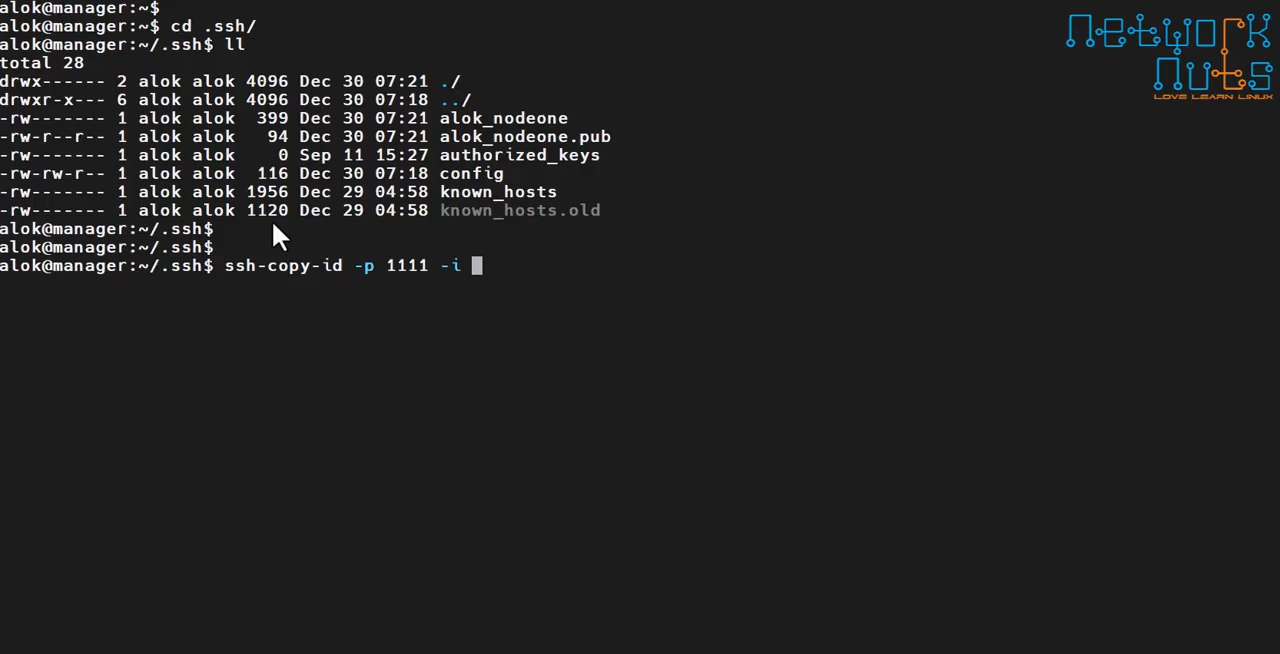 alok@manager:~$
alok@manager:~$ cd .ssh/
alok@manager:~/.ssh$ ll
total 28
drwx------ 2 alok alok 4096 Dec 30 07:21 ./
drwxr-x--- 6 alok alok 4096 Dec 30 07:18 ../
-rw------- 1 alok alok  399 Dec 30 07:21 alok_nodeone
-rw-r--r-- 1 alok alok   94 Dec 30 07:21 alok_nodeone.pub
-rw------- 1 alok alok    0 Sep 11 15:27 authorized_keys
-rw-rw-r-- 1 alok alok  116 Dec 30 07:18 config
-rw------- 1 alok alok 1956 Dec 29 04:58 known_hosts
-rw------- 1 alok alok 1120 Dec 29 04:58 known_hosts.old
alok@manager:~/.ssh$
alok@manager:~/.ssh$
alok@manager:~/.ssh$ ssh-copy-id -p 1111 -i
Network
Nuts
LOVE LEARN LINUX